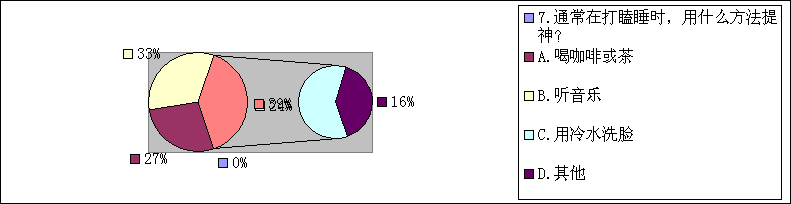 33%
16%
27%
0%
7.通常在打瞌睡时，用什么方法提
神？
A.喝咖啡或茶
B.听音乐
C.用冷水洗脸
D.其他